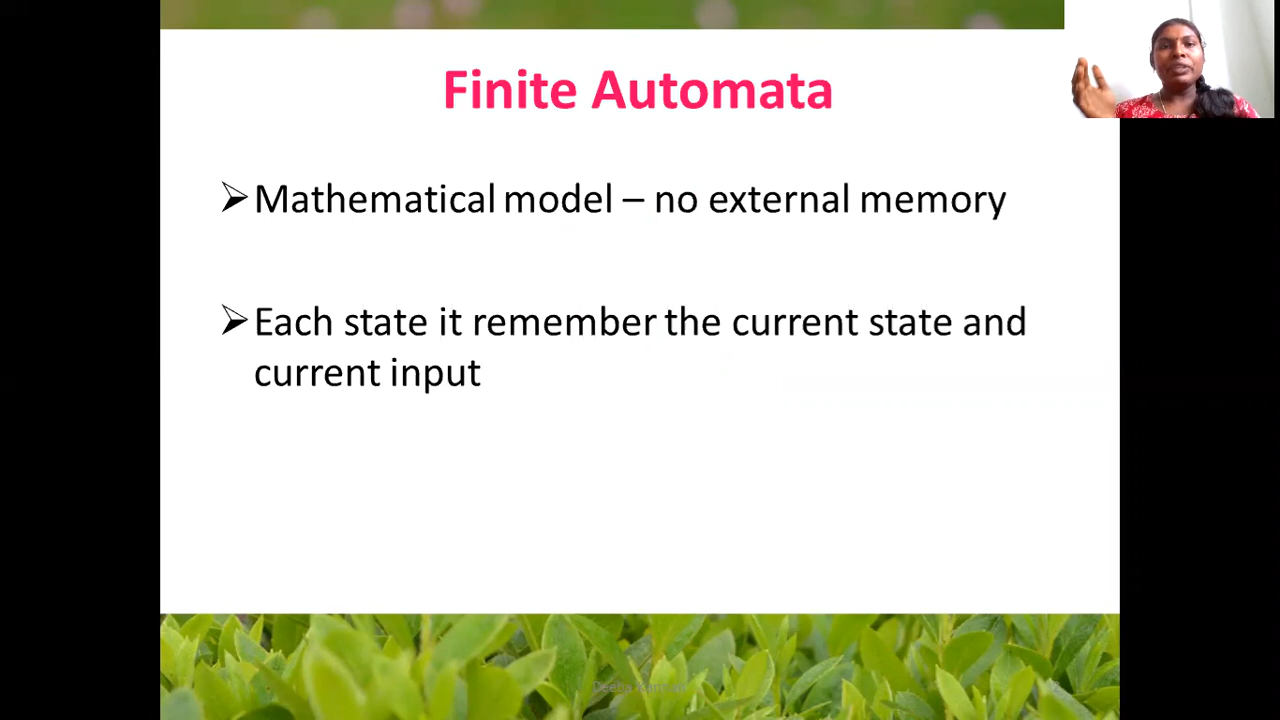 Finite Automata
Mathematical model – no external memory
Each state it remember the current state and
current input